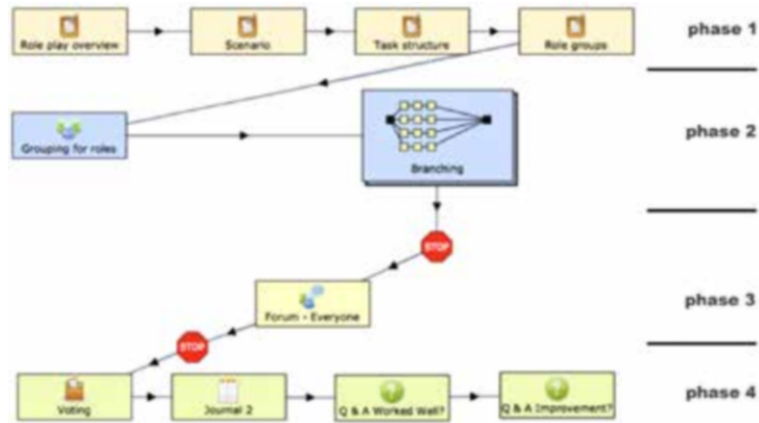 Role play overview
Scenario
Task structure
Role groups
phase 1
Grouping for roles
Branching
phase 2
STOP
Forum - Everyone
phase 3
STOP
Voting
Journal 2
Q & A Worked Well?
Q & A Improvement?
phase 4